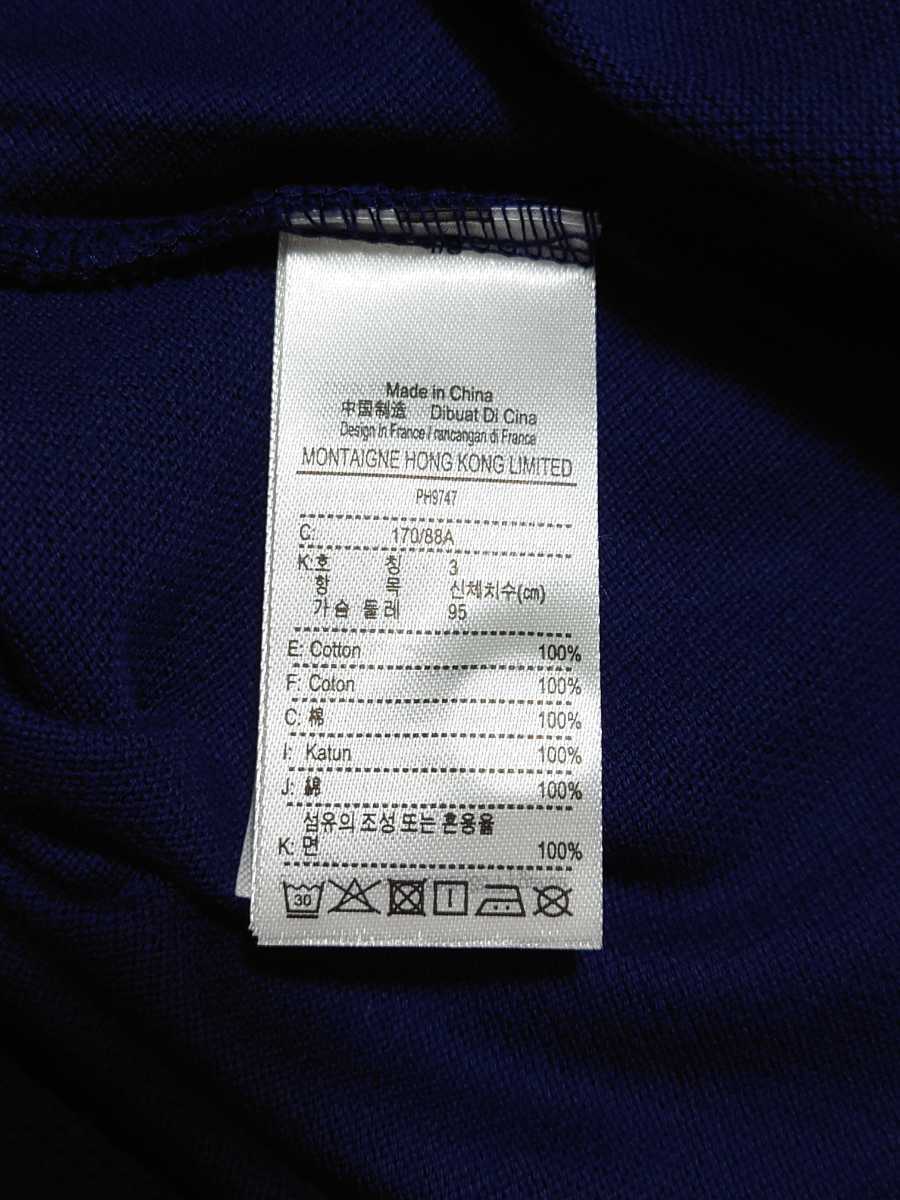 Made in China
中国制造 Dibuat Di Cina
Design in France / rancangan di Franca
MONTAIGNE HONG KONG LIMITED
PH9747
C: 170/88A
K: 호 칭 3
항 목 신체치수(cm)
가슴 둘레 95
E: Cotton 100%
F: Coton 100%
C: 棉 100%
I: Katun 100%
J: 綿 100%
섬유의 조성 또는 혼용율
K: 면 100%
30